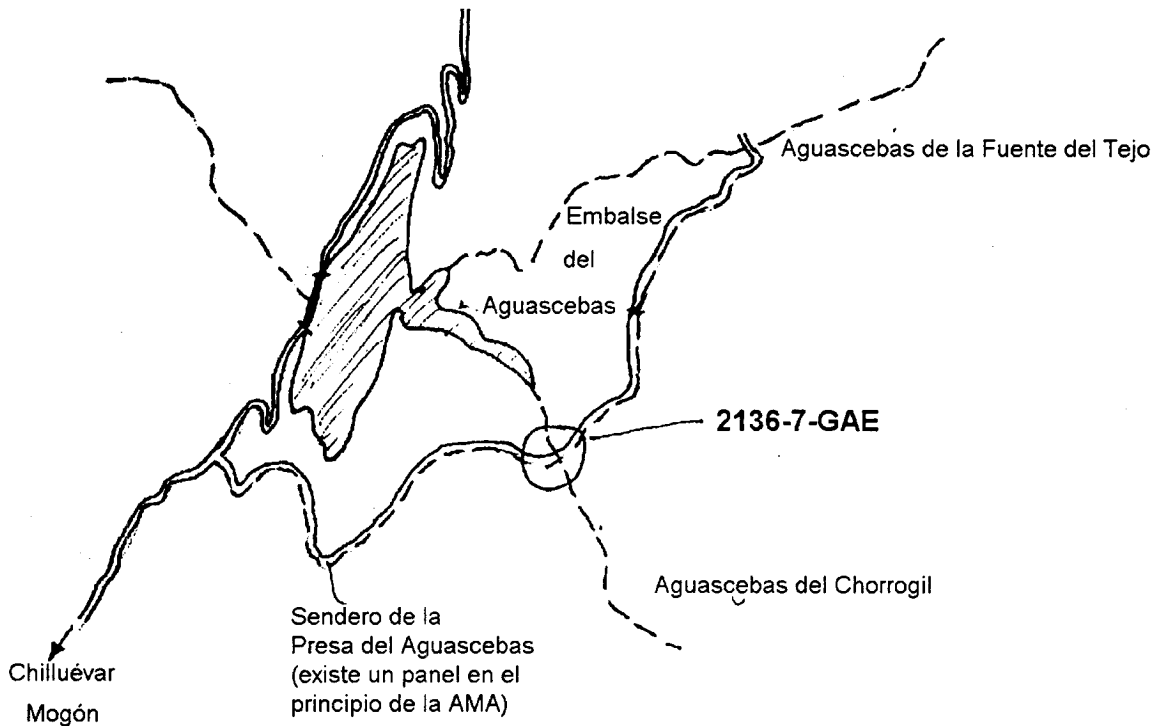 Aguascebas de la Fuente del Tejo
Embalse
del
Aguascebas
2136-7-GAE
Aguascebas del Chorrogil
Sendero de la
Presa del Aguascebas
(existe un panel en el
principio de la AMA)
Chilluévar
Mogón